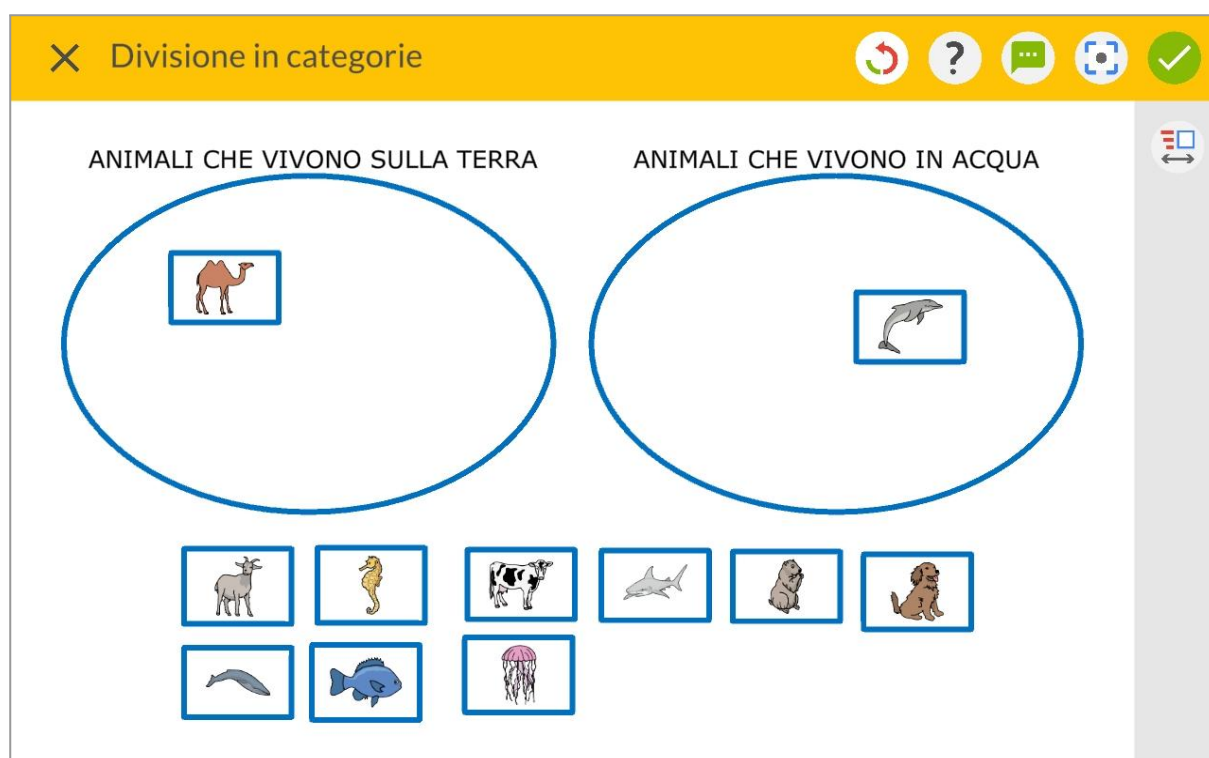 Divisione in categorie
ANIMALI CHE VIVONO SULLA TERRA
ANIMALI CHE VIVONO IN ACQUA